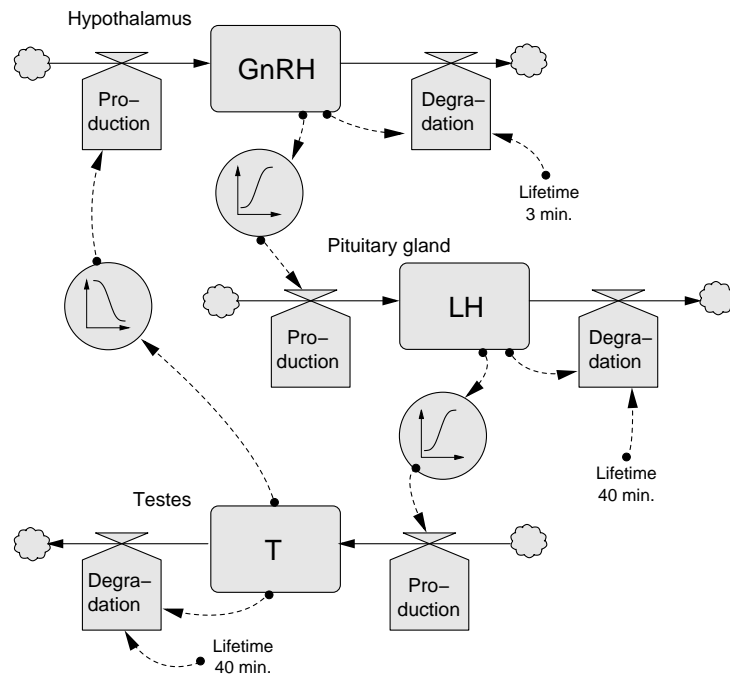 Hypothalamus
GnRH
Pro–
duction
Degra–
dation
Lifetime
3 min.
Pituitary gland
LH
Pro–
duction
Degra–
dation
Lifetime
40 min.
Testes
T
Degra–
dation
Pro–
duction
Lifetime
40 min.